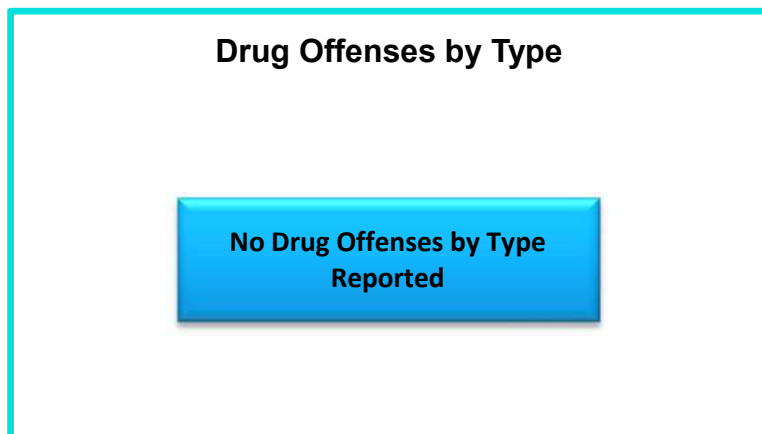 Drug Offenses by Type
No Drug Offenses by Type
Reported